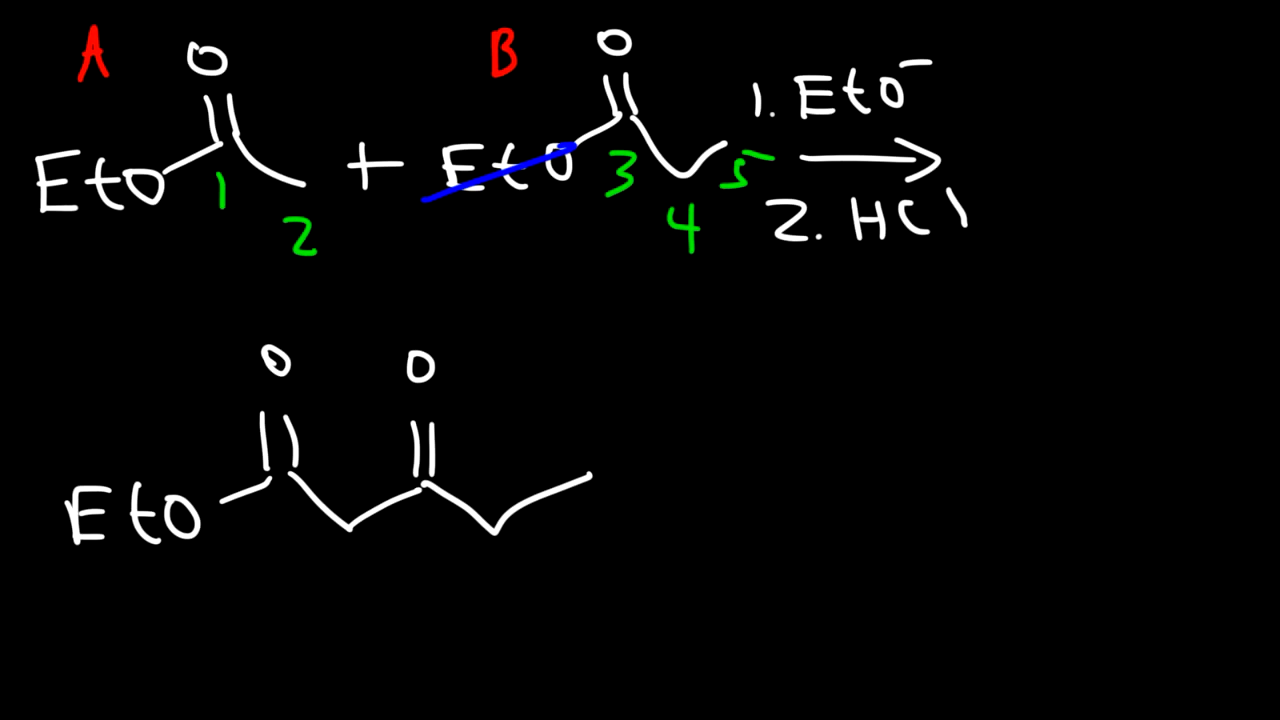 A O B O
EtO + EtO 1. EtO⁻
1 2 3 4 5 2. HCl
O O
EtO